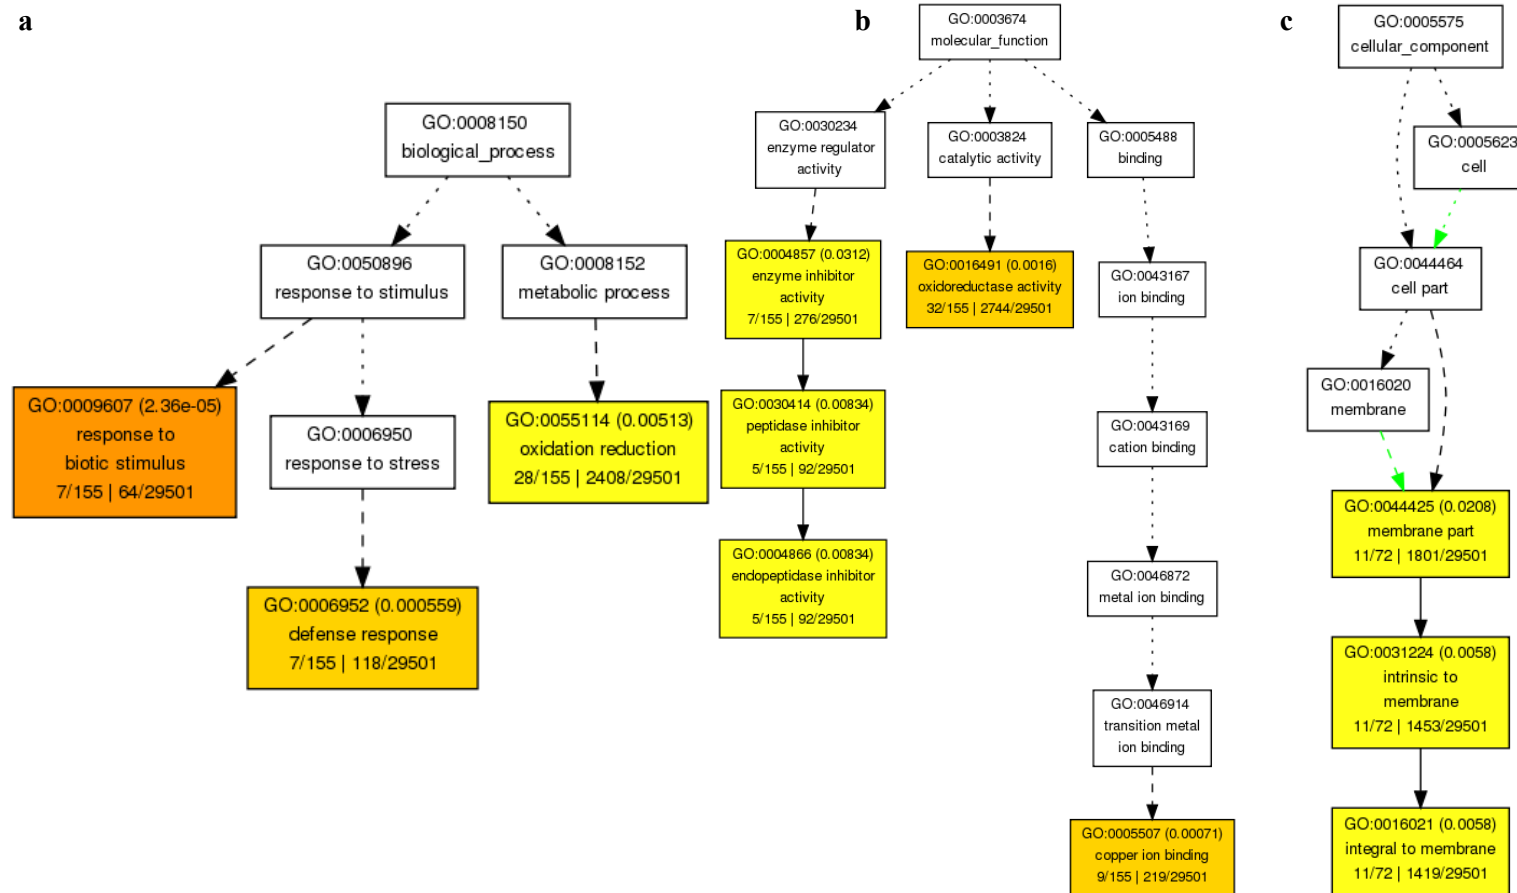 a
GO:0008150
biological_process
GO:0050896
response to stimulus
GO:0008152
metabolic process
GO:0009607 (2.36e-05)
response to
biotic stimulus
7/155 | 64/29501
GO:0006950
response to stress
GO:0055114 (0.00513)
oxidation reduction
28/155 | 2408/29501
GO:0006952 (0.000559)
defense response
7/155 | 118/29501
b
GO:0003674
molecular_function
GO:0030234
enzyme regulator
activity
GO:0003824
catalytic activity
GO:0005488
binding
GO:0004857 (0.0312)
enzyme inhibitor
activity
7/155 | 276/29501
GO:0016491 (0.0016)
oxidoreductase activity
32/155 | 2744/29501
GO:0043167
ion binding
GO:0030414 (0.00834)
peptidase inhibitor
activity
5/155 | 92/29501
GO:0043169
cation binding
GO:0004866 (0.00834)
endopeptidase inhibitor
activity
5/155 | 92/29501
GO:0046872
metal ion binding
GO:0046914
transition metal
ion binding
GO:0005507 (0.00071)
copper ion binding
9/155 | 219/29501
c
GO:0005575
cellular_component
GO:0005623
cell
GO:0044464
cell part
GO:0016020
membrane
GO:0044425 (0.0208)
membrane part
11/72 | 1801/29501
GO:0031224 (0.0058)
intrinsic to
membrane
11/72 | 1453/29501
GO:0016021 (0.0058)
integral to membrane
11/72 | 1419/29501